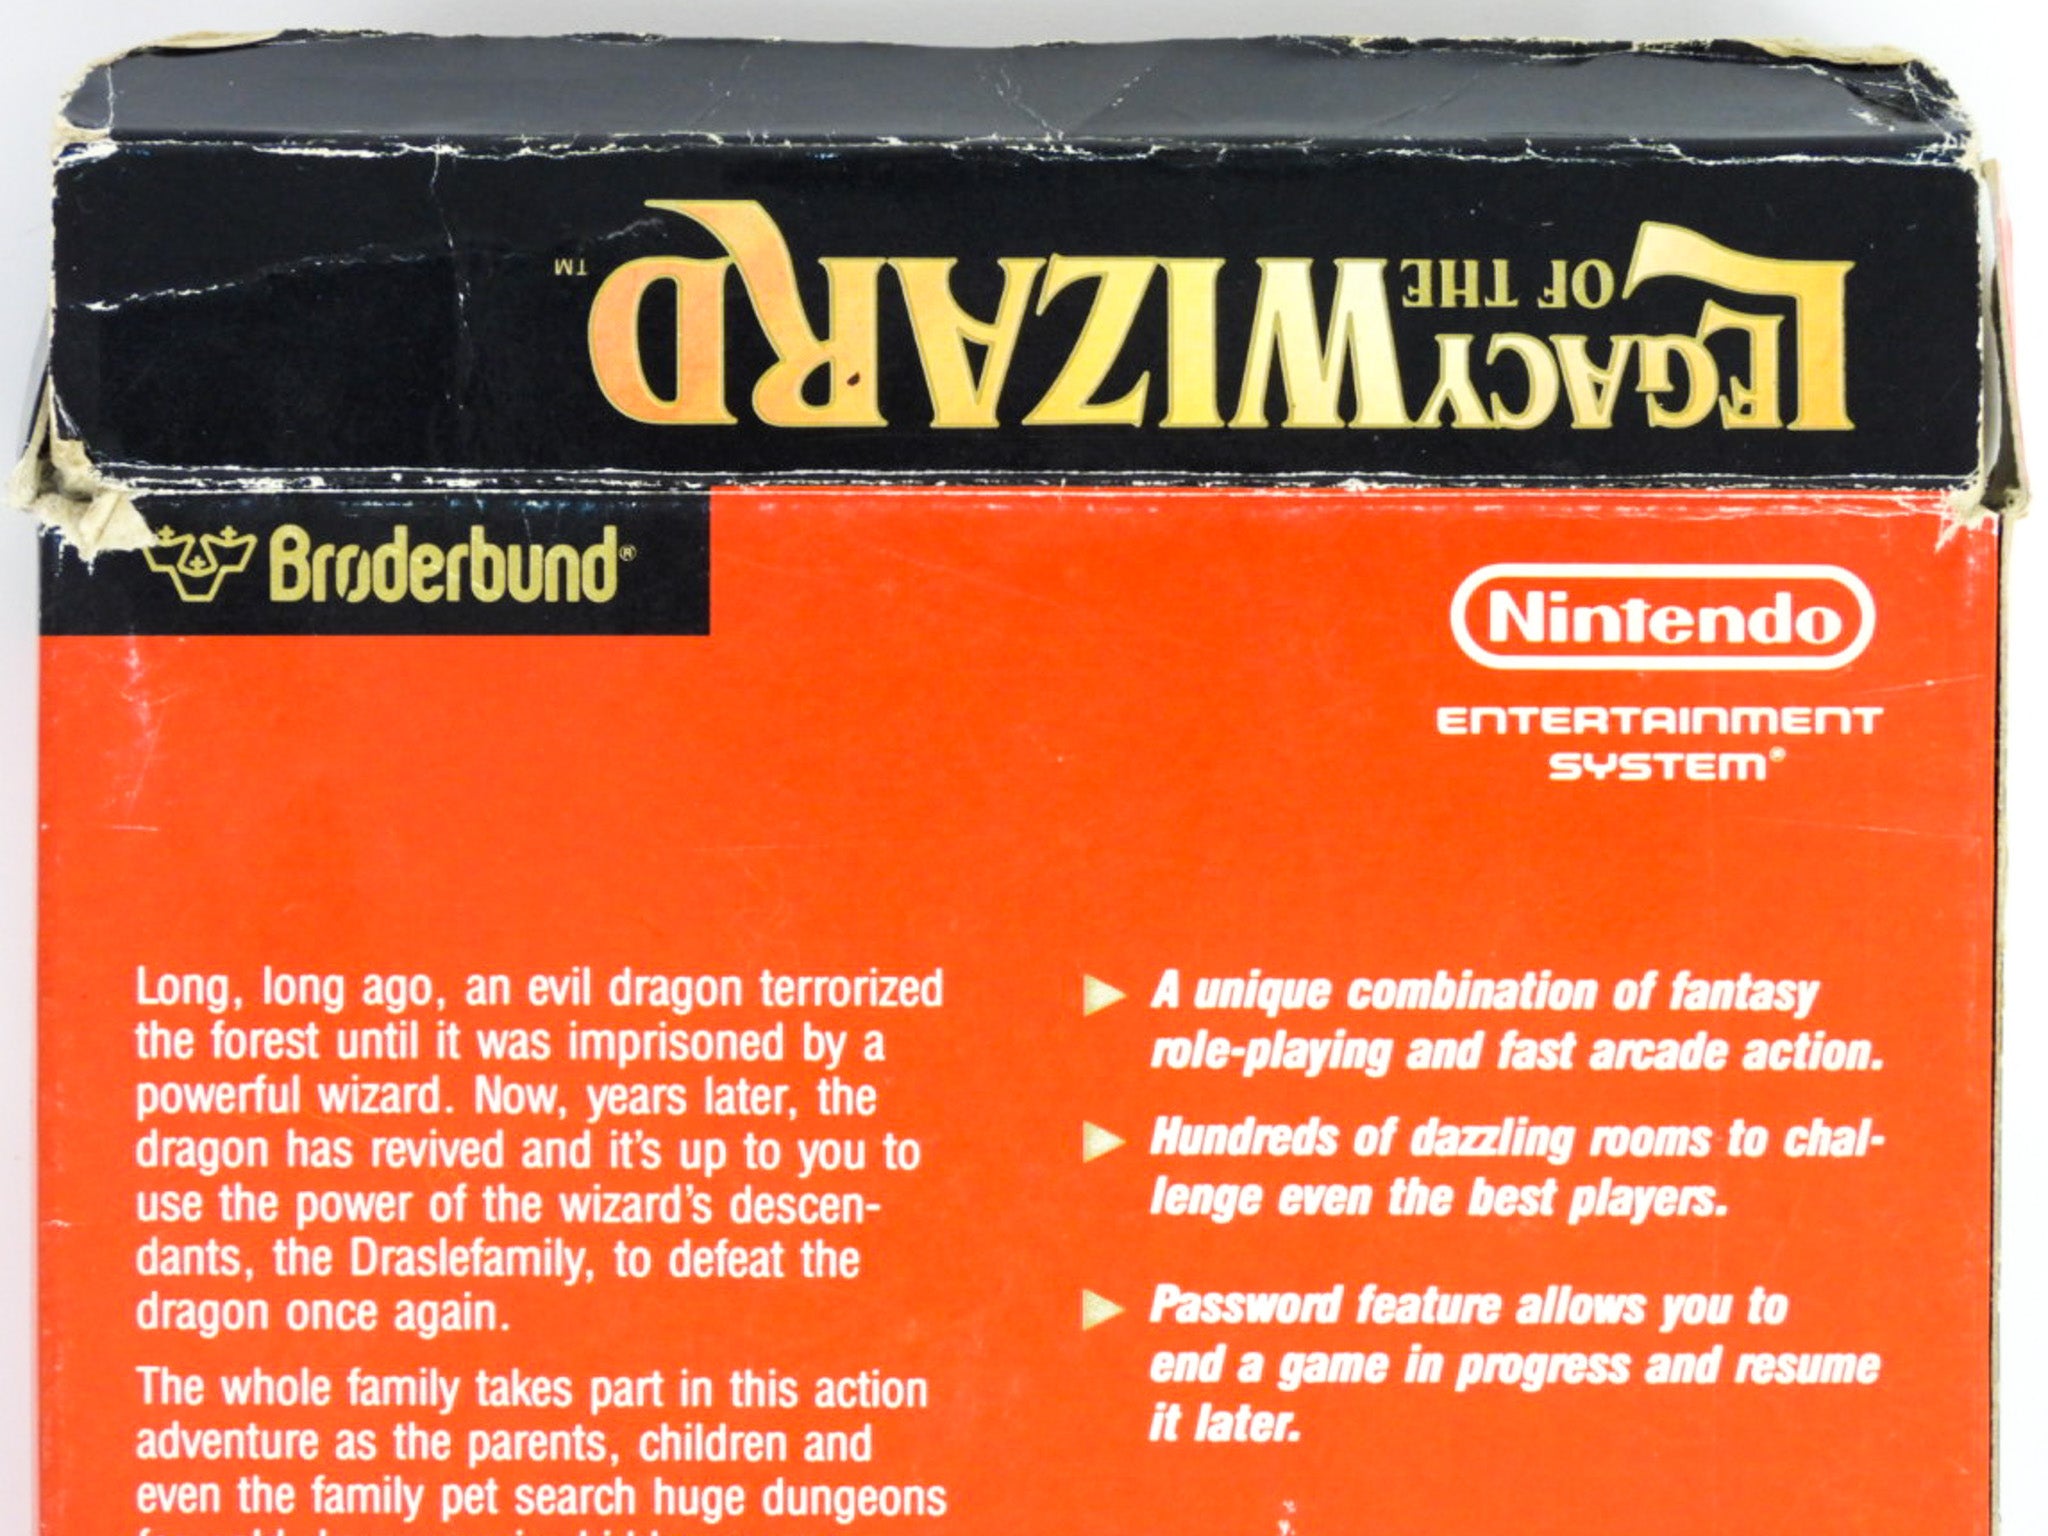 LEGACY OF THE WIZARD™
Brøderbund®
Nintendo
ENTERTAINMENT
SYSTEM®
Long, long ago, an evil dragon terrorized
the forest until it was imprisoned by a
powerful wizard. Now, years later, the
dragon has revived and it's up to you to
use the power of the wizard's descen-
dants, the Draslefamily, to defeat the
dragon once again.
The whole family takes part in this action
adventure as the parents, children and
even the family pet search huge dungeons
A unique combination of fantasy
role-playing and fast arcade action.
Hundreds of dazzling rooms to chal-
lenge even the best players.
Password feature allows you to
end a game in progress and resume
it later.